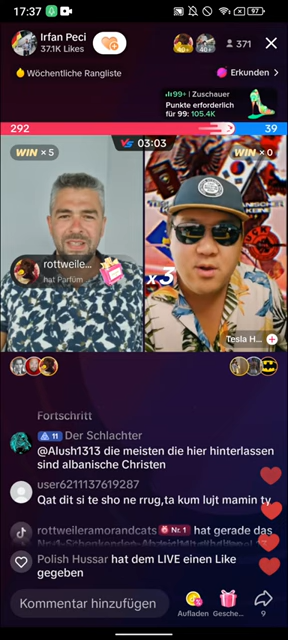 17:37
97
Irfan Peci
37.1K Likes
40+
371
Wöchentliche Rangliste
Erkunden
99+ | Zuschauer
Punkte erforderlich
für 99: 105.4K
292
39
WIN × 5
VS 03:03
WIN × 0
rottweile...
hat Parfüm
x3
Tesla H...
Fortschritt
11 Der Schlachter
@Alush1313 die meisten die hier hinterlassen
sind albanische Christen
user6211137619287
Qat dit si te sho ne rrug,ta kum lujt mamin ty
rottweileramorandcats Nr. 1 hat gerade das
Polish Hussar hat dem LIVE einen Like
gegeben
Kommentar hinzufügen
Aufladen
Gesche...
9